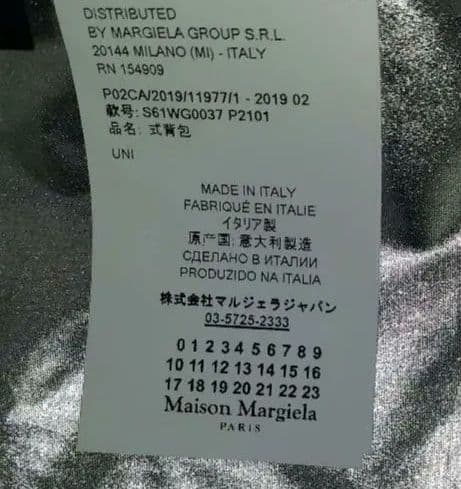 DISTRIBUTED
BY MARGIELA GROUP S.R.L.
20144 MILANO (MI) - ITALY
RN 154909
P02CA/2019/11977/1 - 2019 02
款号: S61WG0037 P2101
品名: 式背包
UNI
MADE IN ITALY
FABRIQUÉ EN ITALIE
イタリア製
原产国: 意大利製造
СДЕЛАНО В ИТАЛИИ
PRODUZIDO NA ITALIA
株式会社マルジェラジャパン
03-5725-2333
0 1 2 3 4 5 6 7 8 9
10 11 12 13 14 15 16
17 18 19 20 21 22 23
Maison Margiela
PARIS